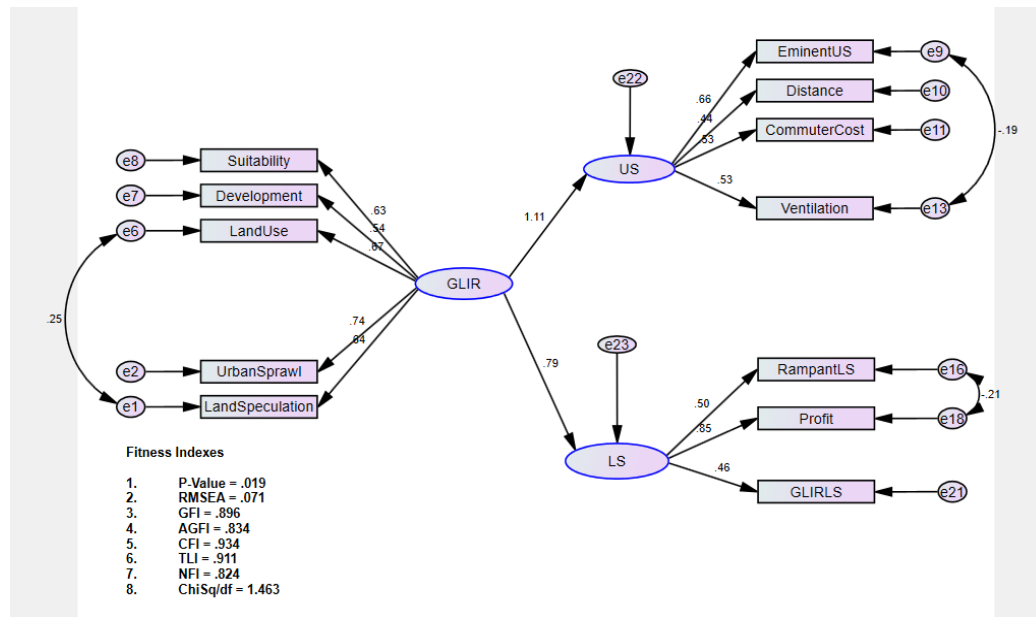 EminentUS
e9
e22
Distance
e10
.66
.44
CommuterCost
e11
.53
-.19
e8
Suitability
US
.53
e7
Development
Ventilation
e13
.63
1.11
e6
LandUse
.54
.67
GLIR
.25
.74
e23
.79
.64
e2
UrbanSprawl
RampantLS
e16
.50
-.21
e1
LandSpeculation
Profit
e18
.85
Fitness Indexes
LS
.46
1. P-Value = .019
GLIRLS
e21
2. RMSEA = .071
3. GFI = .896
4. AGFI = .834
5. CFI = .934
6. TLI = .911
7. NFI = .824
8. ChiSq/df = 1.463